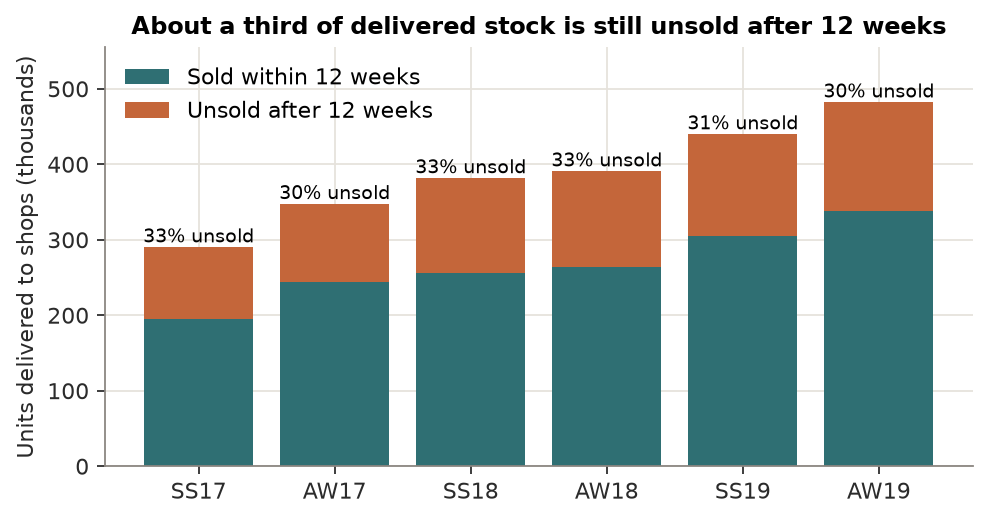 About a third of delivered stock is still unsold after 12 weeks
Units delivered to shops (thousands)
Sold within 12 weeks
Unsold after 12 weeks
500
400
300
200
100
0
33% unsold
30% unsold
33% unsold
33% unsold
31% unsold
30% unsold
SS17
AW17
SS18
AW18
SS19
AW19